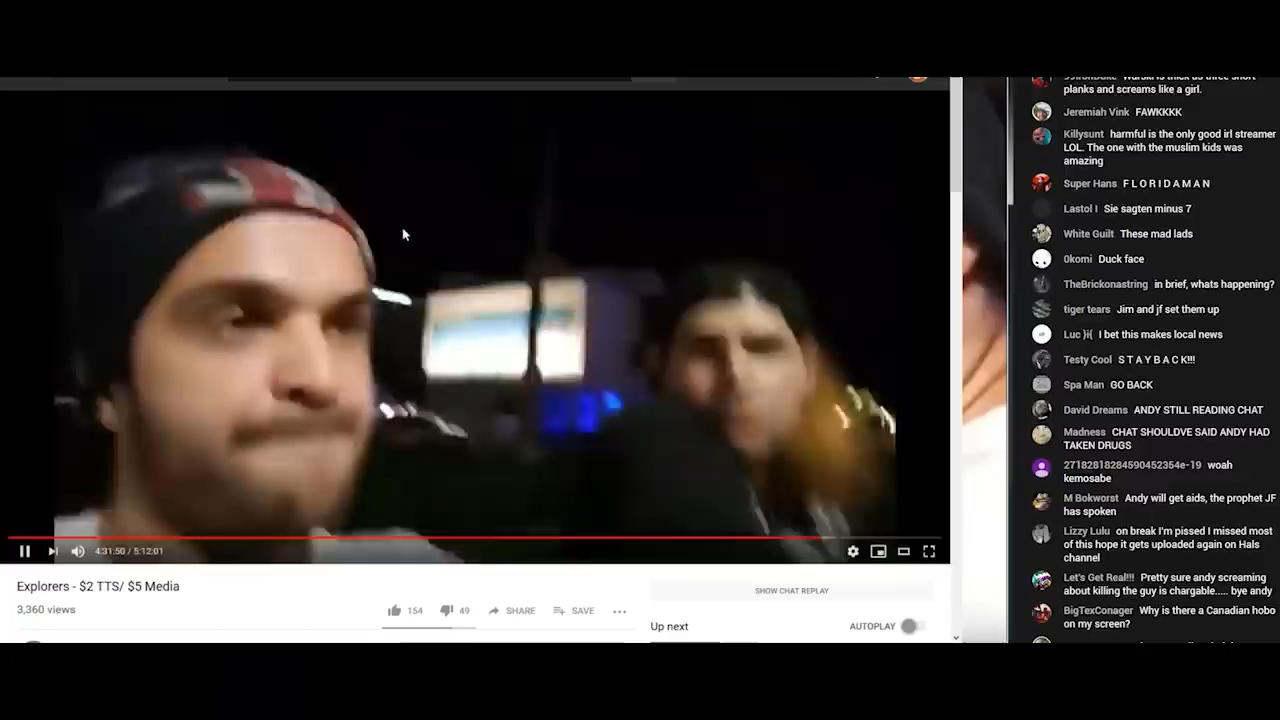 planks and screams like a girl.
Jeremiah Vink FAWKKKK
Killysunt harmful is the only good irl streamer
LOL. The one with the muslim kids was
amazing
Super Hans F L O R I D A M A N
Lastol I Sie sagten minus 7
White Guilt These mad lads
0komi Duck face
TheBrickonastring in brief, whats happening?
tiger tears Jim and jf set them up
Luc I bet this makes local news
Testy Cool S T A Y B A C K!!!
Spa Man GO BACK
David Dreams ANDY STILL READING CHAT
Madness CHAT SHOULDVE SAID ANDY HAD
TAKEN DRUGS
27182818284590452354e-19 woah
kemosabe
M Bokworst Andy will get aids, the prophet JF
has spoken
Lizzy Lulu on break I'm pissed I missed most
of this hope it gets uploaded again on Hals
channel
Let's Get Real!!! Pretty sure andy screaming
about killing the guy is chargable..... bye andy
BigTexConager Why is there a Canadian hobo
on my screen?
4:31:50 / 5:12:01
Explorers - $2 TTS/ $5 Media
3,360 views
154
49
SHARE
SAVE
SHOW CHAT REPLAY
Up next
AUTOPLAY